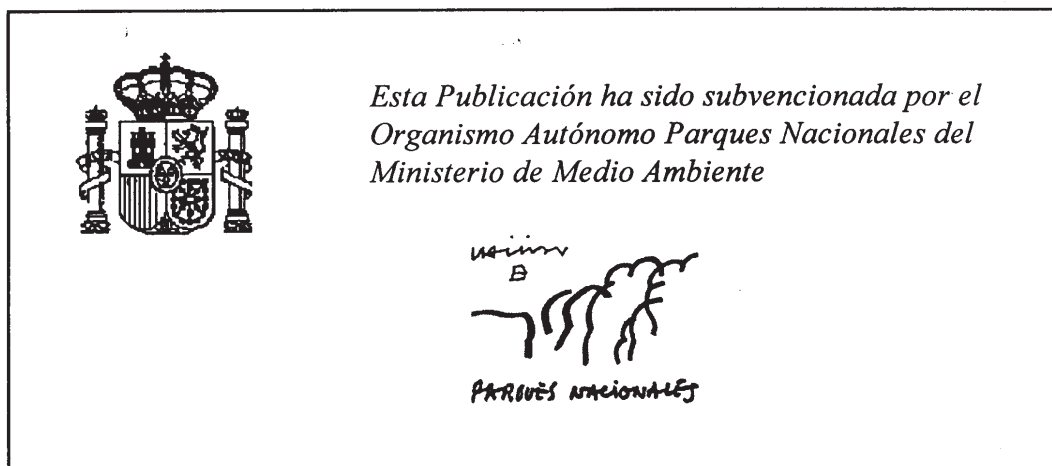 Esta Publicación ha sido subvencionada por el
Organismo Autónomo Parques Nacionales del
Ministerio de Medio Ambiente
PARQUES NACIONALES